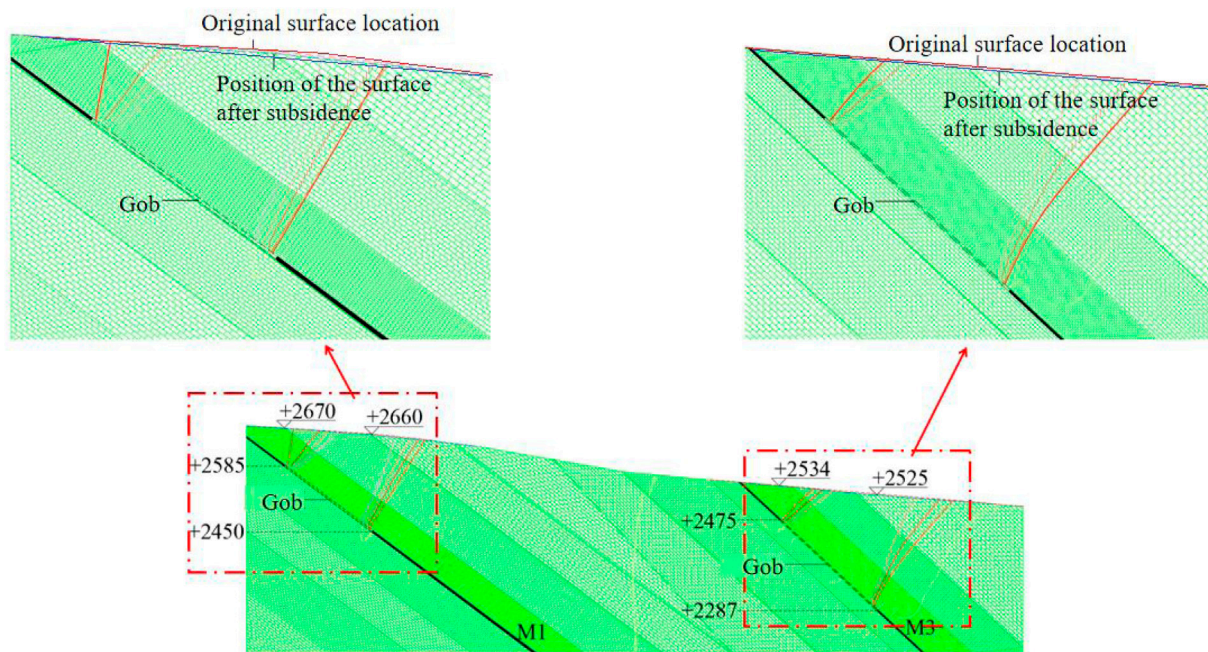 Original surface location
Position of the surface
after subsidence
Gob
Original surface location
Position of the surface
after subsidence
Gob
+2670
+2660
+2585
Gob
+2450
M1
+2534
+2525
+2475
Gob
+2287
M3